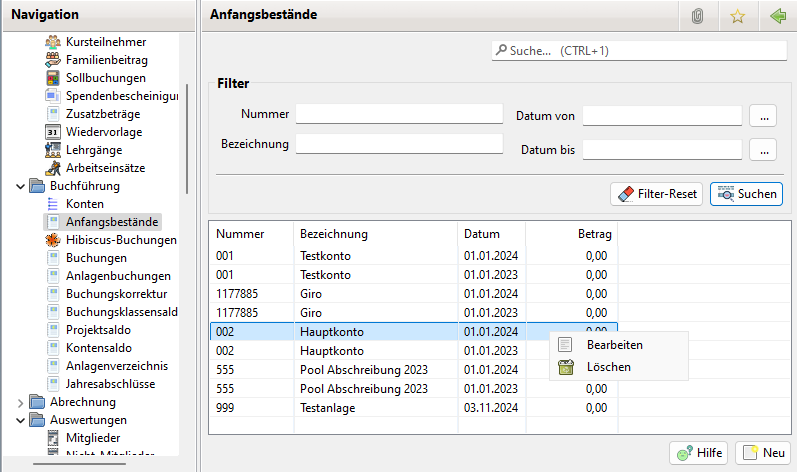 Navigation
Kursteilnehmer
Familienbeitrag
Sollbuchungen
Spendenbescheinigu
Zusatzbeträge
31 Wiedervorlage
Lehrgänge
Arbeitseinsätze
Buchführung
Konten
Anfangsbestände
Hibiscus-Buchungen
Buchungen
Anlagenbuchungen
Buchungskorrektur
Buchungsklassensald
Projektsaldo
Kontensaldo
Anlagenverzeichnis
Jahresabschlüsse
Abrechnung
Auswertungen
Mitglieder
Nicht-Mitglieder
Anfangsbestände
Suche... (CTRL+1)
Filter
Nummer
Datum von ...
Bezeichnung
Datum bis ...
Filter-Reset Suchen
Nummer Bezeichnung Datum Betrag
001 Testkonto 01.01.2024 0,00
001 Testkonto 01.01.2023 0,00
1177885 Giro 01.01.2024 0,00
1177885 Giro 01.01.2023 0,00
002 Hauptkonto 01.01.2024 0,00
002 Hauptkonto 01.01.2023
555 Pool Abschreibung 2023 01.01.2024
555 Pool Abschreibung 2023 01.01.2023 0,00
999 Testanlage 03.11.2024 0,00
Bearbeiten
Löschen
Hilfe Neu